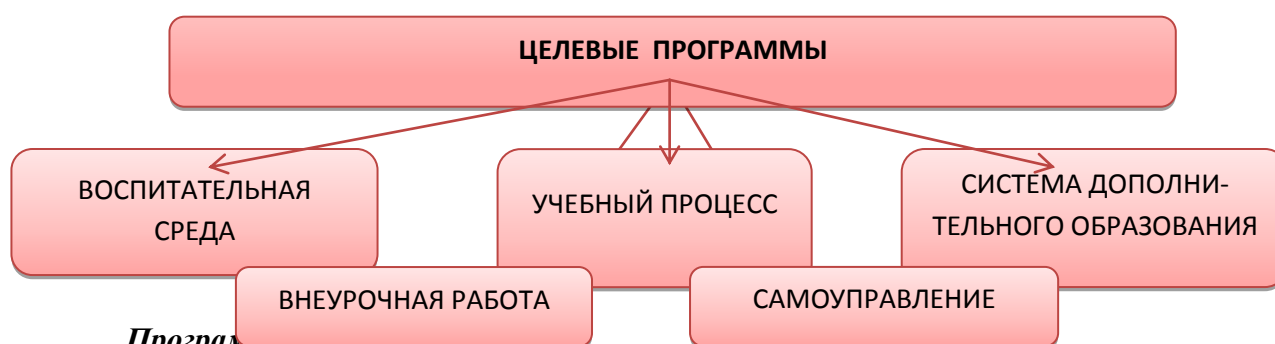 ЦЕЛЕВЫЕ ПРОГРАММЫ
ВОСПИТАТЕЛЬНАЯ
СРЕДА
УЧЕБНЫЙ ПРОЦЕСС
СИСТЕМА ДОПОЛНИ-
ТЕЛЬНОГО ОБРАЗОВАНИЯ
ВНЕУРОЧНАЯ РАБОТА
САМОУПРАВЛЕНИЕ